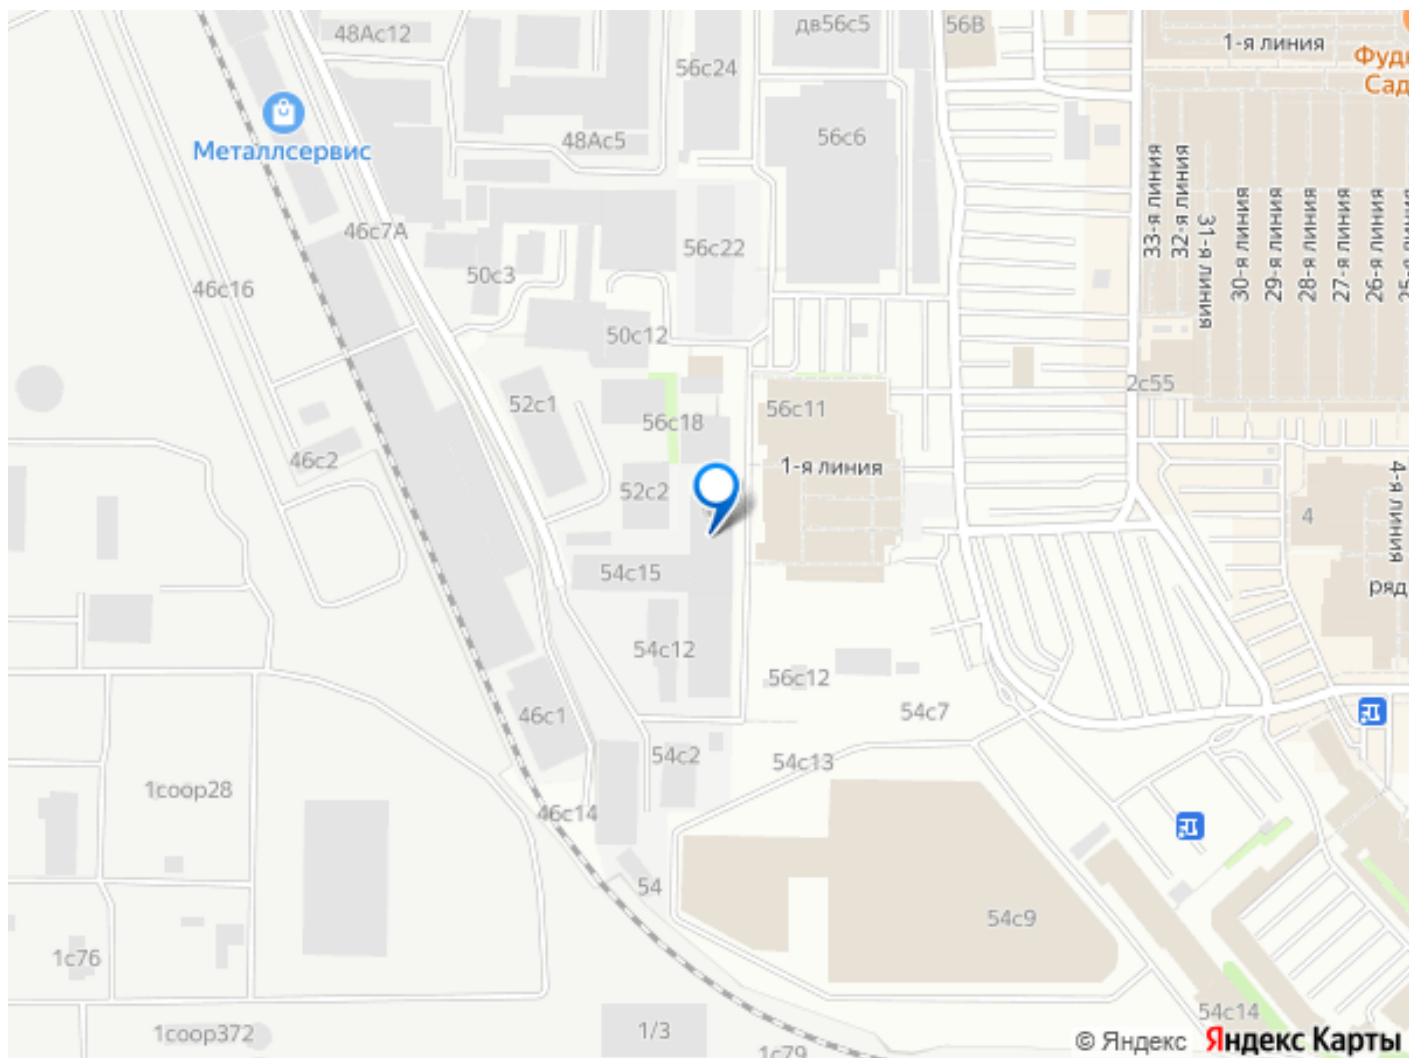 48Ас12
дв56с5
56В
1-я линия
56с24
Металлсервис
48Ас5
56с6
33-я линия
32-я линия
31-я линия
30-я линия
29-я линия
28-я линия
27-я линия
26-я линия
46с7А
56с22
50с3
46с16
50с12
2с55
52с1
56с18
56с11
46с2
1-я линия
52с2
4
4-я линия
54с15
ряд
54с12
56с12
46с1
54с7
54с2
54с13
1соор28
46с14
54
54с9
1с76
54с14
1соор372
1/3
1с79
© Яндекс Яндекс Карты